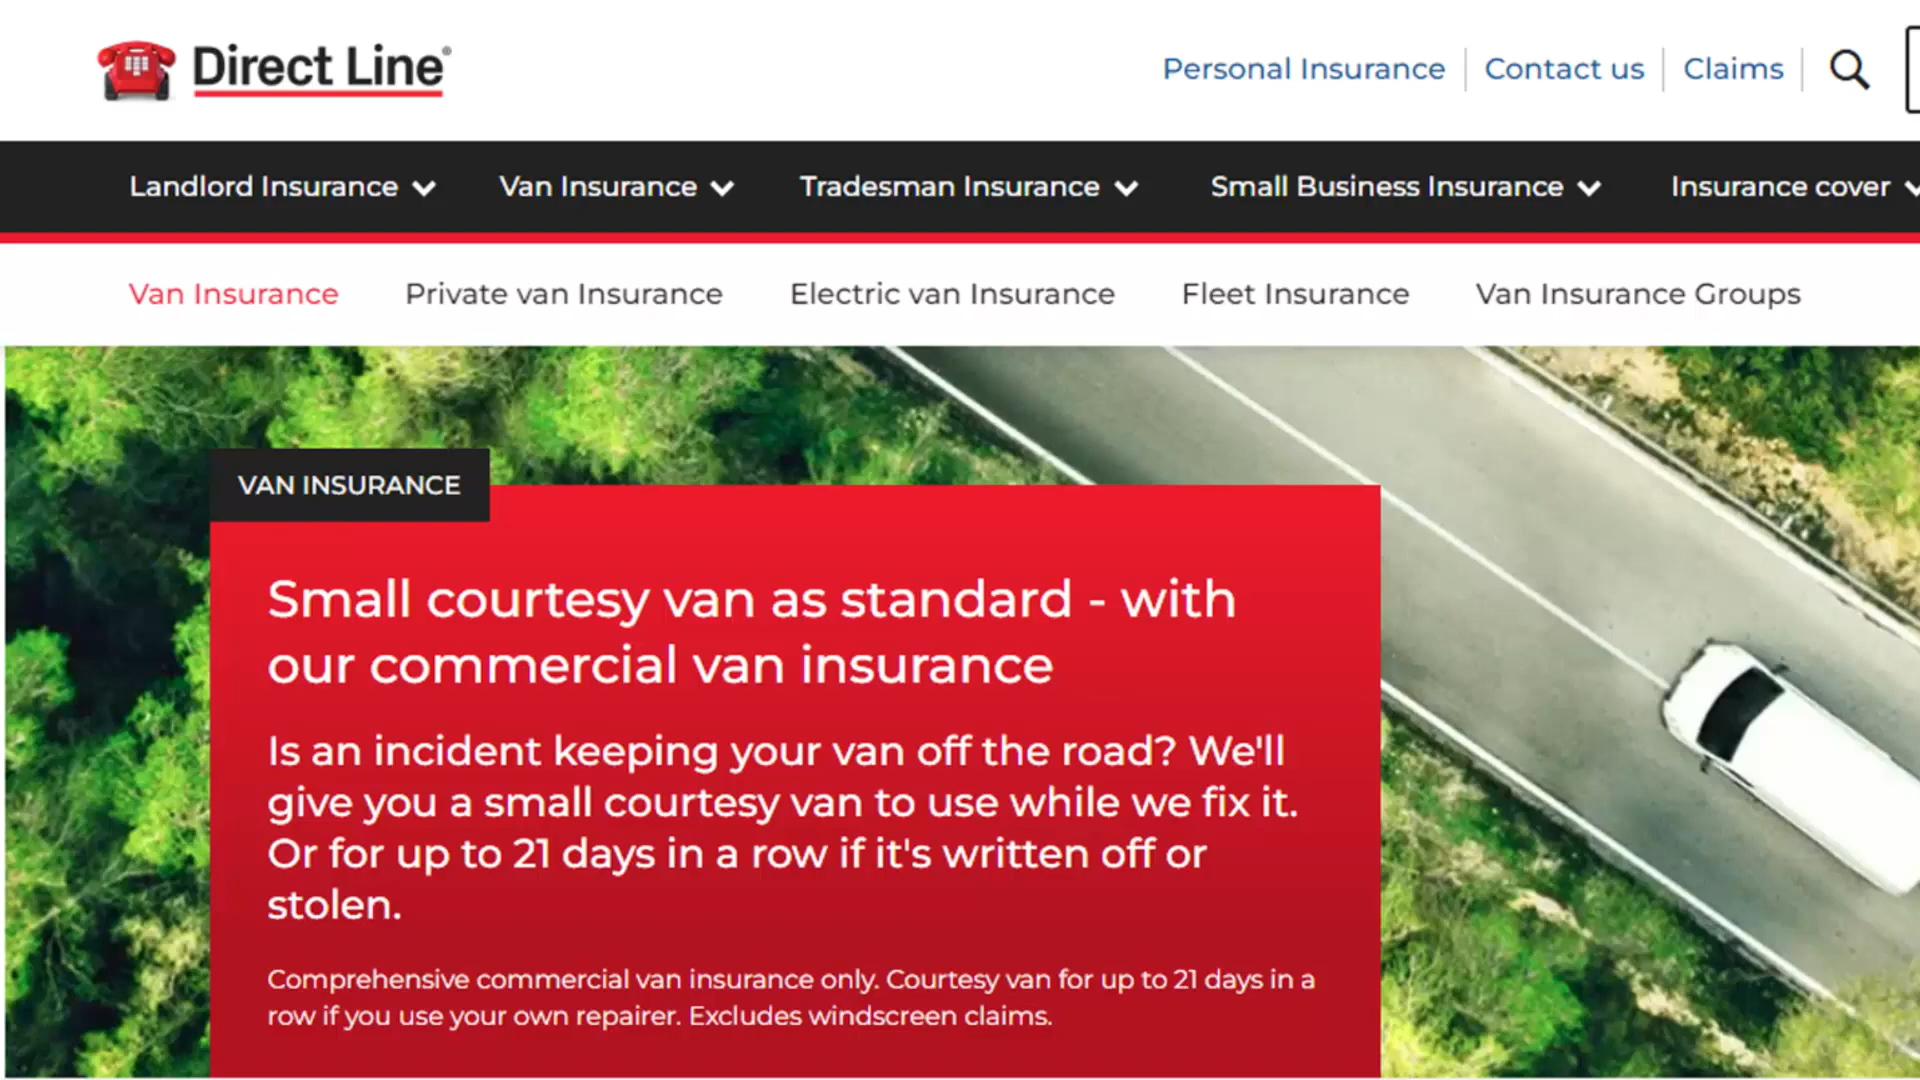 Direct Line®
Personal Insurance
Contact us
Claims
Landlord Insurance
Van Insurance
Tradesman Insurance
Small Business Insurance
Insurance cover
Van Insurance
Private van Insurance
Electric van Insurance
Fleet Insurance
Van Insurance Groups
VAN INSURANCE
Small courtesy van as standard - with
our commercial van insurance
Is an incident keeping your van off the road? We'll
give you a small courtesy van to use while we fix it.
Or for up to 21 days in a row if it's written off or
stolen.
Comprehensive commercial van insurance only. Courtesy van for up to 21 days in a
row if you use your own repairer. Excludes windscreen claims.